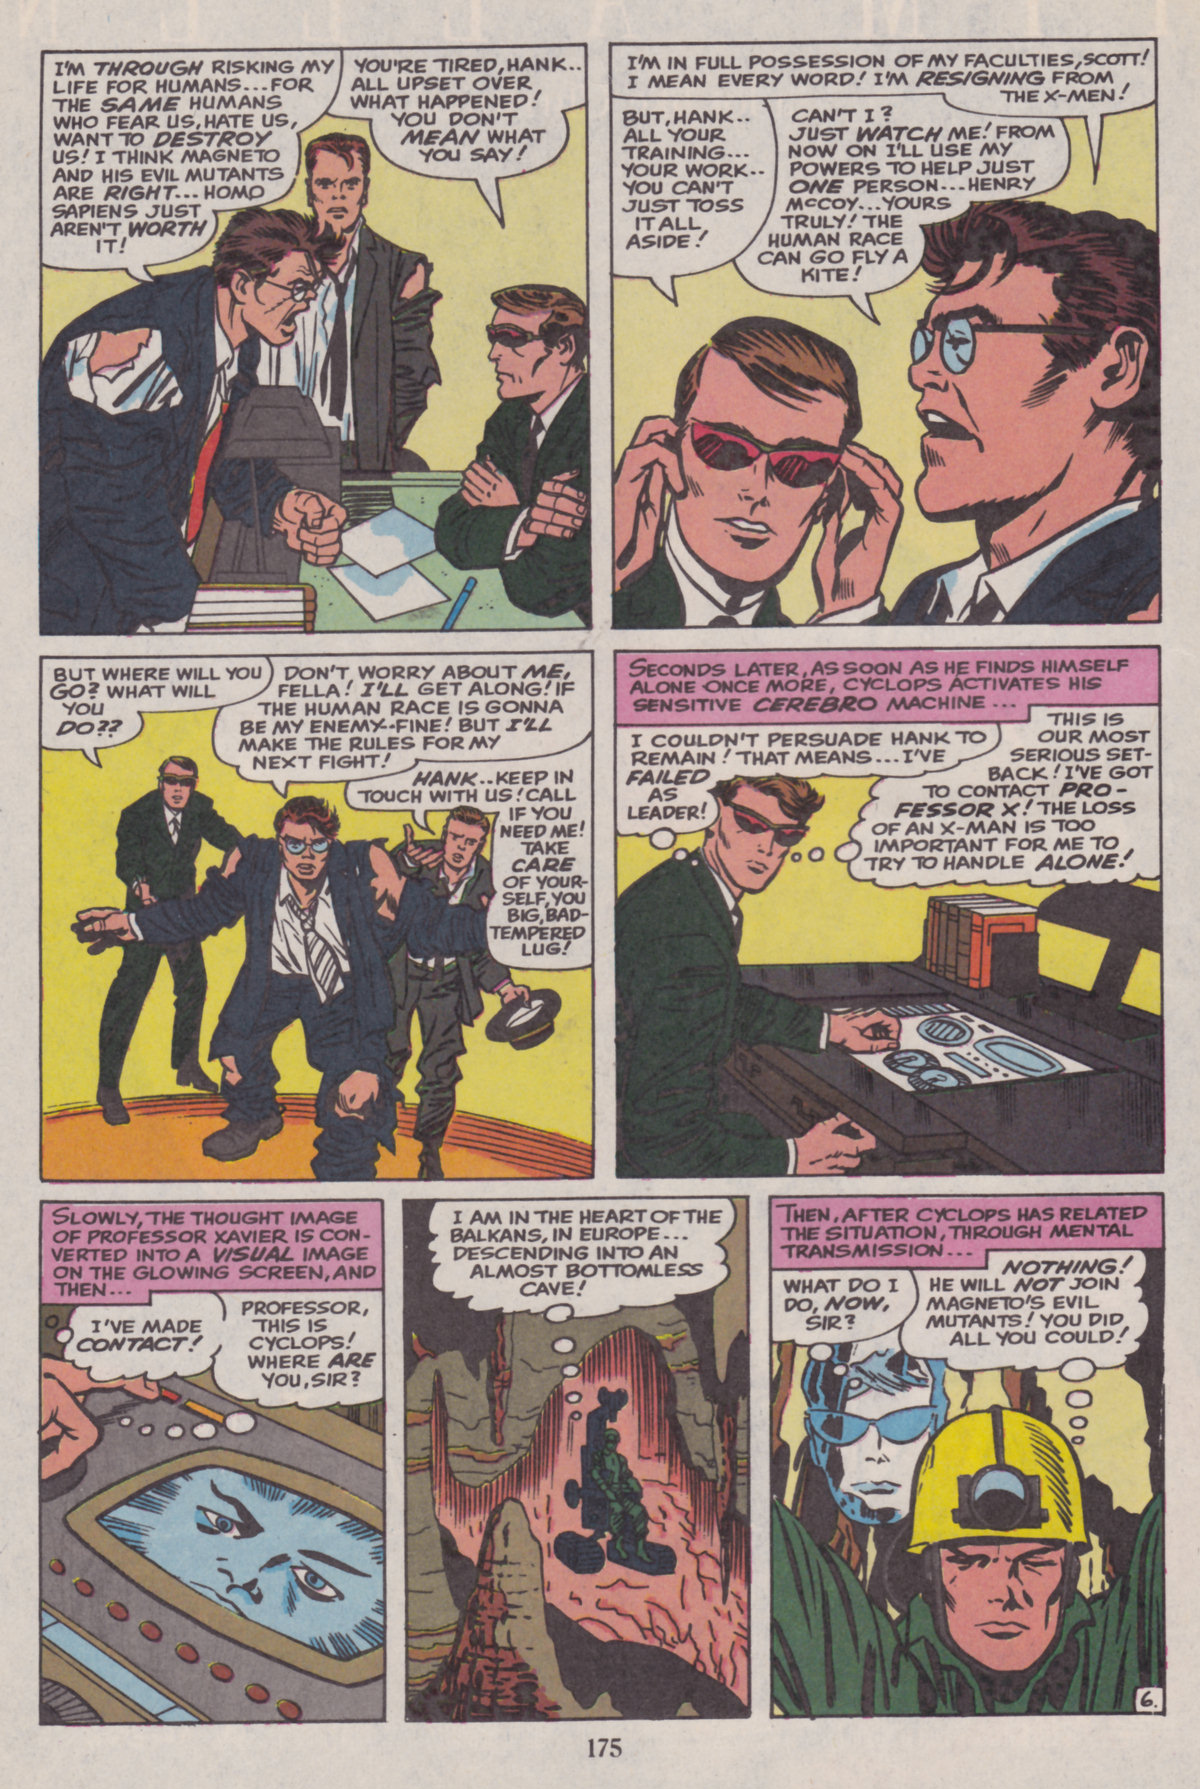 I'M THROUGH RISKING MY
LIFE FOR HUMANS...FOR
THE SAME HUMANS
WHO FEAR US, HATE US,
WANT TO DESTROY
US! I THINK MAGNETO
AND HIS EVIL MUTANTS
ARE RIGHT... HOMO
SAPIENS JUST
AREN'T WORTH
IT!
YOU'RE TIRED, HANK..
ALL UPSET OVER
WHAT HAPPENED!
YOU DON'T
MEAN WHAT
YOU SAY!
I'M IN FULL POSSESSION OF MY FACULTIES, SCOTT!
I MEAN EVERY WORD! I'M RESIGNING FROM
THE X-MEN!
BUT, HANK..
ALL YOUR
TRAINING...
YOUR WORK..
YOU CAN'T
JUST TOSS
IT ALL
ASIDE!
CAN'T I?
JUST WATCH ME! FROM
NOW ON I'LL USE MY
POWERS TO HELP JUST
ONE PERSON... HENRY
McCOY...YOURS
TRULY! THE
HUMAN RACE
CAN GO FLY A
KITE!
BUT WHERE WILL YOU
GO? WHAT WILL
YOU
DO??
DON'T WORRY ABOUT ME,
FELLA! I'LL GET ALONG! IF
THE HUMAN RACE IS GONNA
BE MY ENEMY--FINE! BUT I'LL
MAKE THE RULES FOR MY
NEXT FIGHT!
HANK..KEEP IN
TOUCH WITH US! CALL
IF YOU
NEED ME!
TAKE
CARE
OF YOUR-
SELF, YOU
BIG, BAD-
TEMPERED
LUG!
SECONDS LATER, AS SOON AS HE FINDS HIMSELF
ALONE ONCE MORE, CYCLOPS ACTIVATES HIS
SENSITIVE CEREBRO MACHINE...
I COULDN'T PERSUADE HANK TO
REMAIN! THAT MEANS...I'VE
FAILED
AS
LEADER!
THIS IS
OUR MOST
SERIOUS SET-
BACK! I'VE GOT
TO CONTACT PRO-
FESSOR X! THE LOSS
OF AN X-MAN IS TOO
IMPORTANT FOR ME TO
TRY TO HANDLE ALONE!
SLOWLY, THE THOUGHT IMAGE
OF PROFESSOR XAVIER IS CON-
VERTED INTO A VISUAL IMAGE
ON THE GLOWING SCREEN, AND
THEN...
I'VE MADE
CONTACT!
PROFESSOR,
THIS IS
CYCLOPS!
WHERE ARE
YOU, SIR?
I AM IN THE HEART OF THE
BALKANS, IN EUROPE...
DESCENDING INTO AN
ALMOST BOTTOMLESS
CAVE!
THEN, AFTER CYCLOPS HAS RELATED
THE SITUATION, THROUGH MENTAL
TRANSMISSION...
WHAT DO I
DO, NOW,
SIR?
NOTHING!
HE WILL NOT JOIN
MAGNETO'S EVIL
MUTANTS! YOU DID
ALL YOU COULD!
6.
175